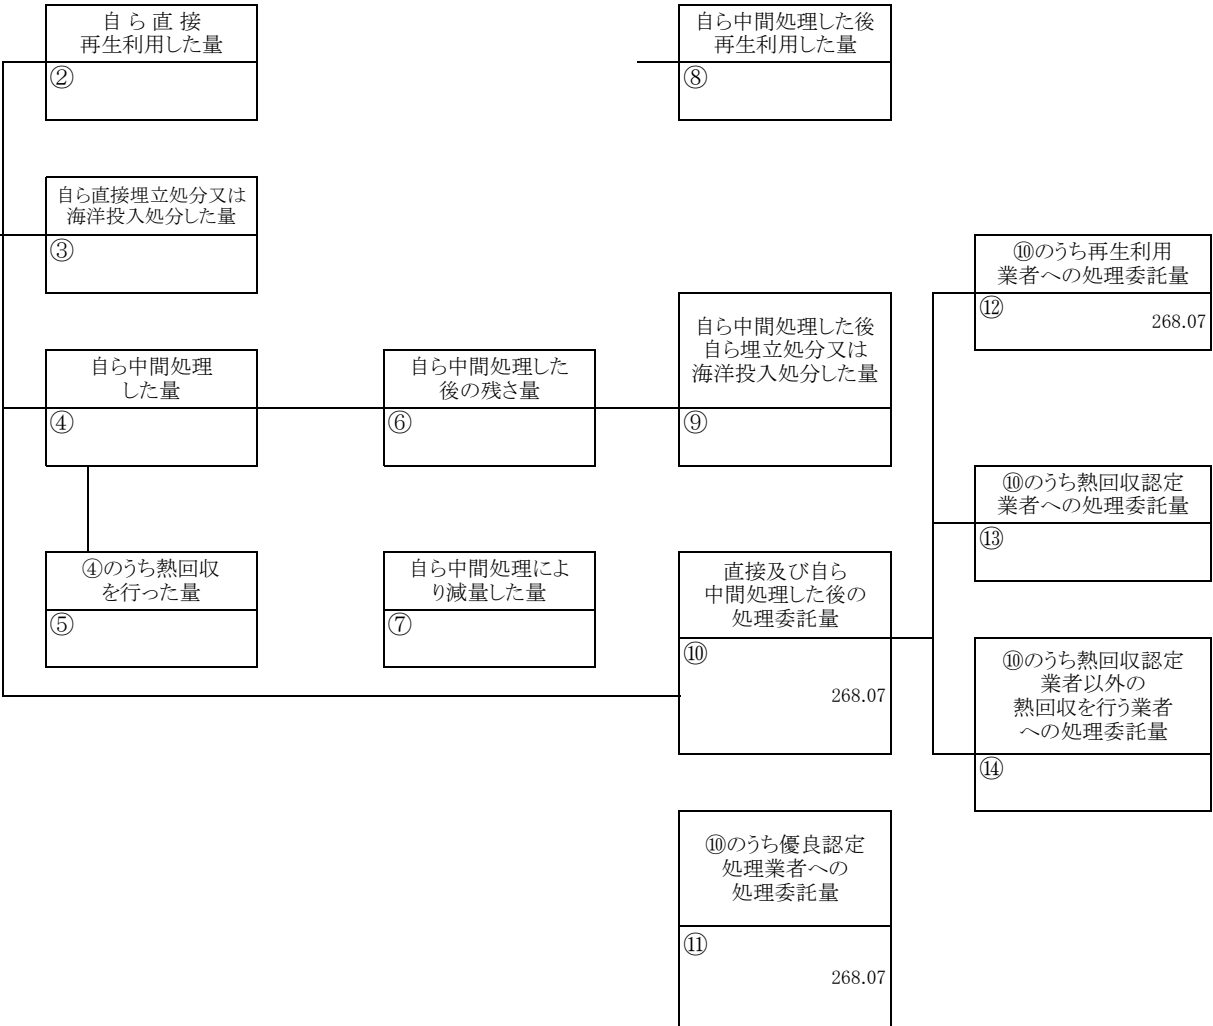 自 ら 直 接
再生利用した量
②
自ら中間処理した後
再生利用した量
⑧
自ら直接埋立処分又は
海洋投入処分した量
③
⑩のうち再生利用
業者への処理委託量
⑫
268.07
自ら中間処理
した量
④
自ら中間処理した
後の残さ量
⑥
自ら中間処理した後
自ら埋立処分又は
海洋投入処分した量
⑨
⑩のうち熱回収認定
業者への処理委託量
⑬
④のうち熱回収
を行った量
⑤
自ら中間処理によ
り減量した量
⑦
直接及び自ら
中間処理した後の
処理委託量
⑩
268.07
⑩のうち熱回収認定
業者以外の
熱回収を行う業者
への処理委託量
⑭
⑩のうち優良認定
処理業者への
処理委託量
⑪
268.07